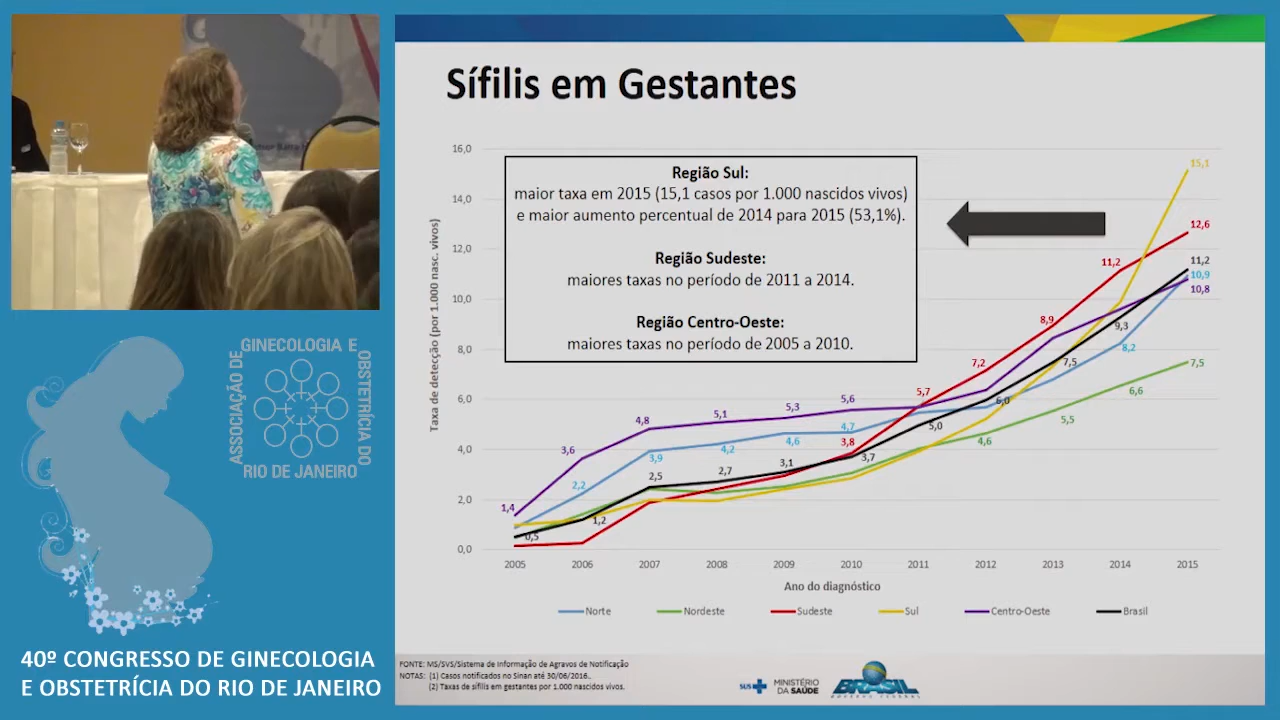 Sífilis em Gestantes
16,0
14,0
12,0
10,0
8,0
6,0
4,0
2,0
0,0
Taxa de detecção (por 1.000 nasc. vivos)
Região Sul:
maior taxa em 2015 (15,1 casos por 1.000 nascidos vivos)
e maior aumento percentual de 2014 para 2015 (53,1%).
Região Sudeste:
maiores taxas no período de 2011 a 2014.
Região Centro-Oeste:
maiores taxas no período de 2005 a 2010.
15,1
12,6
11,2
10,9
10,8
7,5
11,2
9,3
8,2
6,6
8,9
7,5
5,5
7,2
6,0
4,6
5,7
5,0
5,6
4,7
3,8
3,7
5,3
4,6
3,1
5,1
4,2
2,7
4,8
3,9
2,5
3,6
2,2
1,2
1,4
0,5
2005 2006 2007 2008 2009 2010 2011 2012 2013 2014 2015
Ano do diagnóstico
Norte Nordeste Sudeste Sul Centro-Oeste Brasil
FONTE: MS/SVS/Sistema de Informação de Agravos de Notificação
NOTAS: (1) Casos notificados no Sinan até 30/06/2016.
(2) Taxas de sífilis em gestantes por 1.000 nascidos vivos.
SUS
MINISTÉRIO
DA SAÚDE
BRASIL
GOVERNO FEDERAL
ASSOCIAÇÃO DE
GINECOLOGIA E
OBSTETRÍCIA DO
RIO DE JANEIRO
40º CONGRESSO DE GINECOLOGIA
E OBSTETRÍCIA DO RIO DE JANEIRO